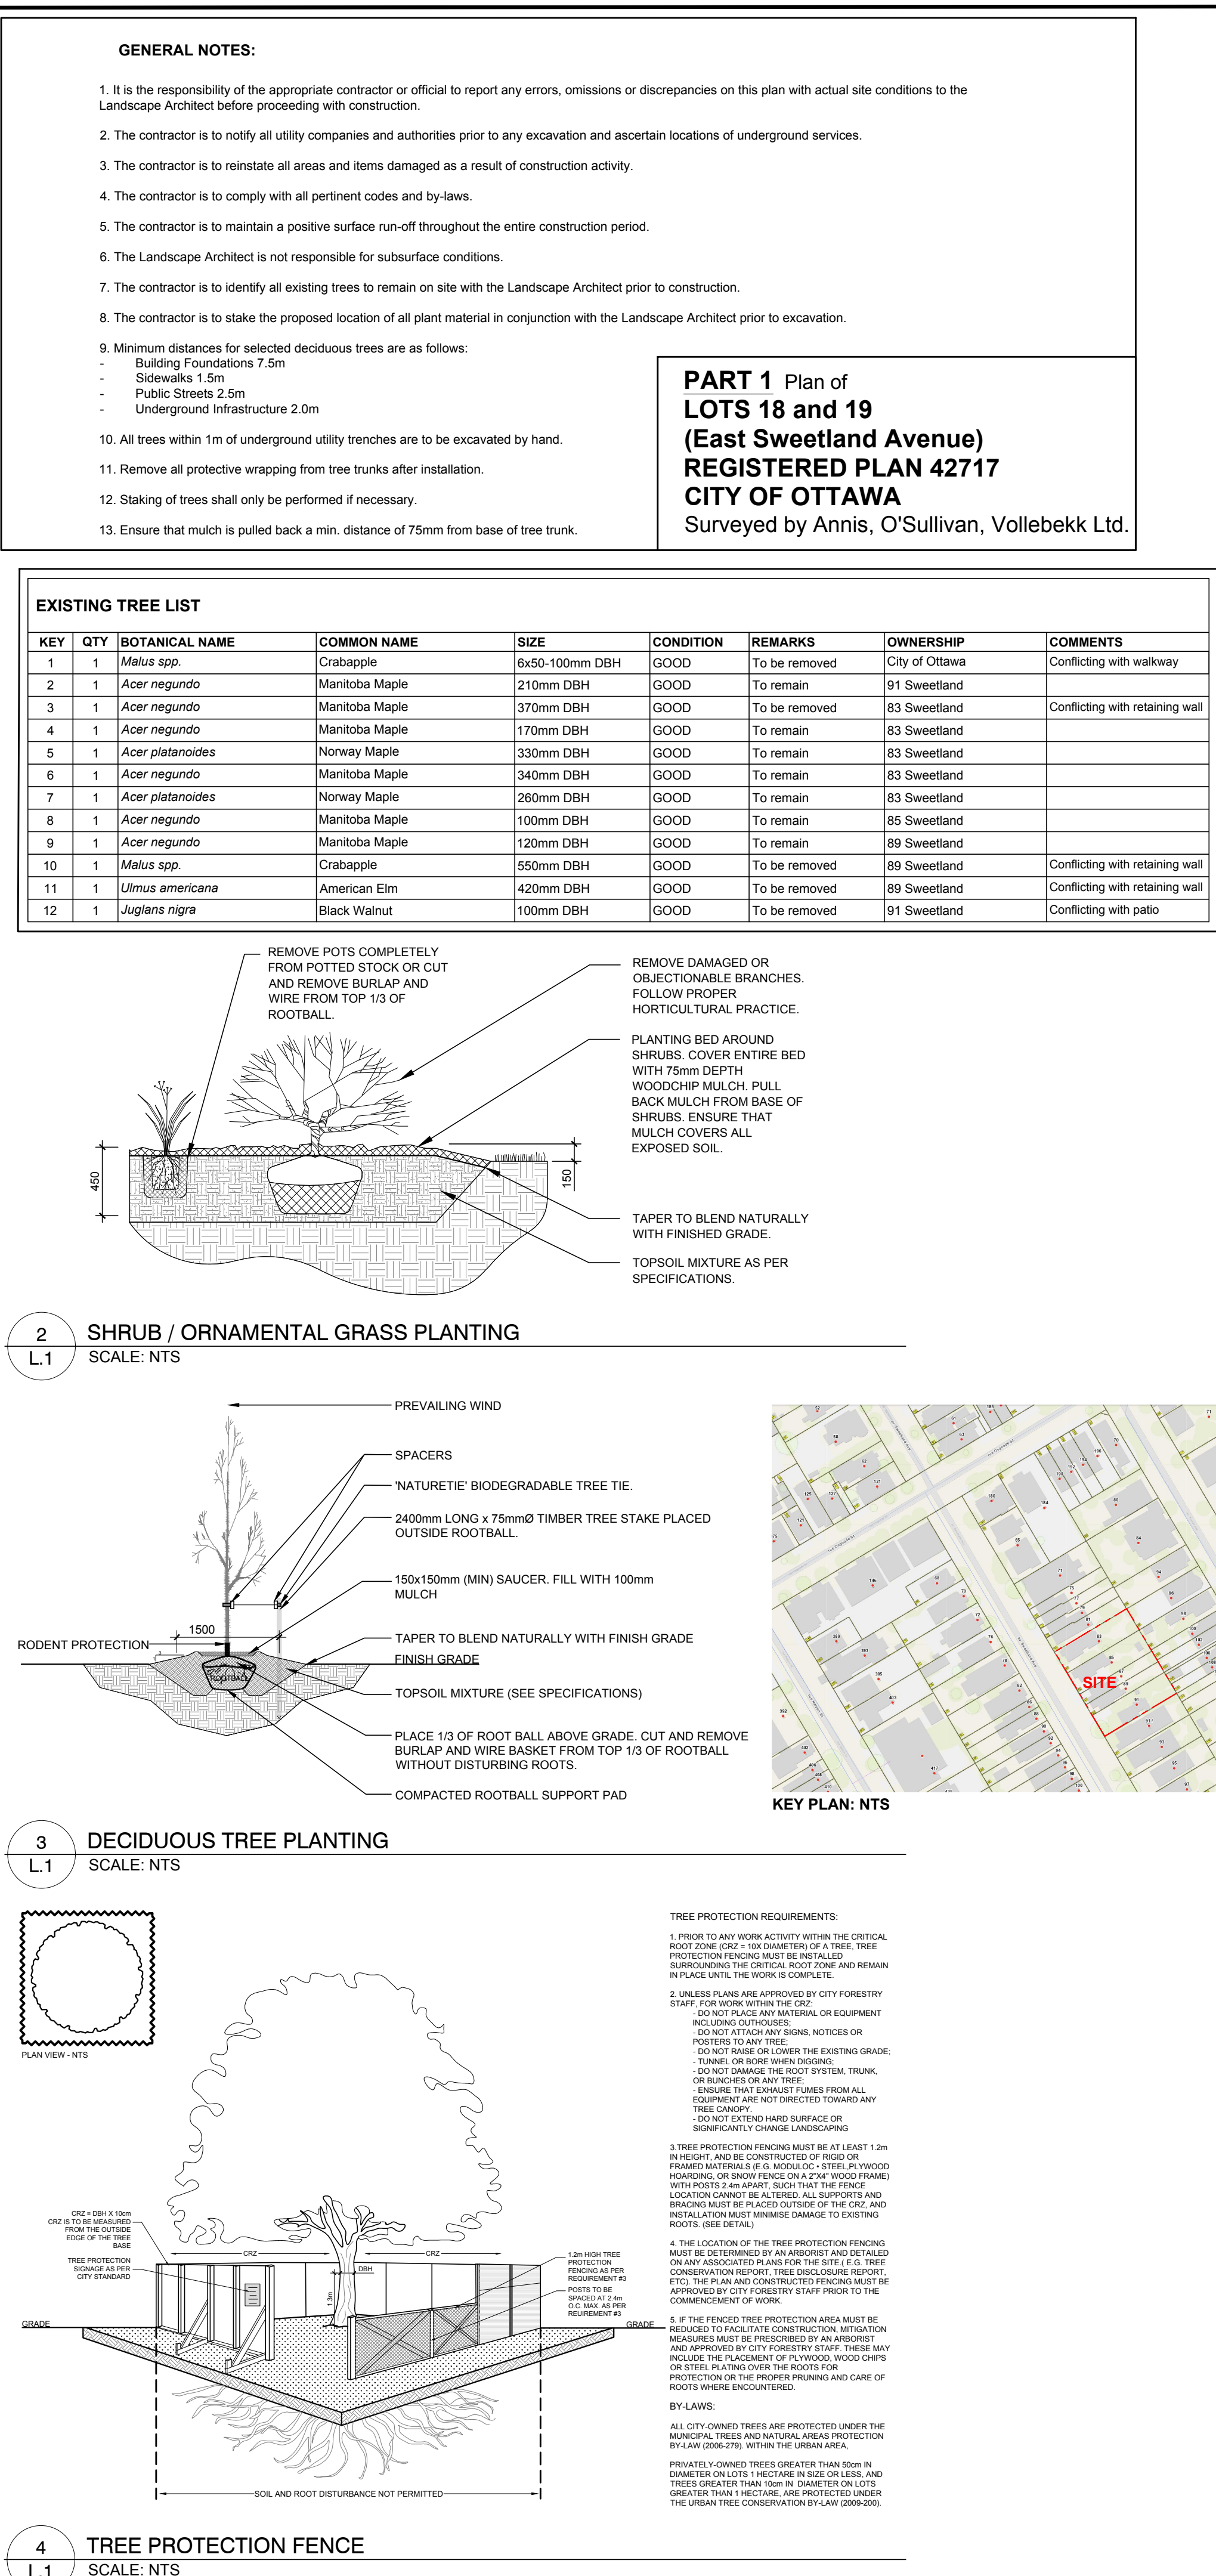 GENERAL NOTES:
1. It is the responsibility of the appropriate contractor or official to report any errors, omissions or discrepancies on this plan with actual site conditions to the
Landscape Architect before proceeding with construction.
2. The contractor is to notify all utility companies and authorities prior to any excavation and ascertain locations of underground services.
3. The contractor is to reinstate all areas and items damaged as a result of construction activity.
4. The contractor is to comply with all pertinent codes and by-laws.
5. The contractor is to maintain a positive surface run-off throughout the entire construction period.
6. The Landscape Architect is not responsible for subsurface conditions.
7. The contractor is to identify all existing trees to remain on site with the Landscape Architect prior to construction.
8. The contractor is to stake the proposed location of all plant material in conjunction with the Landscape Architect prior to excavation.
9. Minimum distances for selected deciduous trees are as follows:
- Building Foundations 7.5m
- Sidewalks 1.5m
- Public Streets 2.5m
- Underground Infrastructure 2.0m
10. All trees within 1m of underground utility trenches are to be excavated by hand.
11. Remove all protective wrapping from tree trunks after installation.
12. Staking of trees shall only be performed if necessary.
13. Ensure that mulch is pulled back a min. distance of 75mm from base of tree trunk.
PART 1 Plan of
LOTS 18 and 19
(East Sweetland Avenue)
REGISTERED PLAN 42717
CITY OF OTTAWA
Surveyed by Annis, O'Sullivan, Vollebekk Ltd.
EXISTING TREE LIST
KEY QTY BOTANICAL NAME COMMON NAME SIZE CONDITION REMARKS OWNERSHIP COMMENTS
1 1 Malus spp. Crabapple 6x50-100mm DBH GOOD To be removed City of Ottawa Conflicting with walkway
2 1 Acer negundo Manitoba Maple 210mm DBH GOOD To remain 91 Sweetland
3 1 Acer negundo Manitoba Maple 370mm DBH GOOD To be removed 83 Sweetland Conflicting with retaining wall
4 1 Acer negundo Manitoba Maple 170mm DBH GOOD To remain 83 Sweetland
5 1 Acer platanoides Norway Maple 330mm DBH GOOD To remain 83 Sweetland
6 1 Acer negundo Manitoba Maple 340mm DBH GOOD To remain 83 Sweetland
7 1 Acer platanoides Norway Maple 260mm DBH GOOD To remain 83 Sweetland
8 1 Acer negundo Manitoba Maple 100mm DBH GOOD To remain 85 Sweetland
9 1 Acer negundo Manitoba Maple 120mm DBH GOOD To remain 89 Sweetland
10 1 Malus spp. Crabapple 550mm DBH GOOD To be removed 89 Sweetland Conflicting with retaining wall
11 1 Ulmus americana American Elm 420mm DBH GOOD To be removed 89 Sweetland Conflicting with retaining wall
12 1 Juglans nigra Black Walnut 100mm DBH GOOD To be removed 91 Sweetland Conflicting with patio
REMOVE POTS COMPLETELY
FROM POTTED STOCK OR CUT
AND REMOVE BURLAP AND
WIRE FROM TOP 1/3 OF
ROOTBALL.
REMOVE DAMAGED OR
OBJECTIONABLE BRANCHES.
FOLLOW PROPER
HORTICULTURAL PRACTICE.
PLANTING BED AROUND
SHRUBS. COVER ENTIRE BED
WITH 75mm DEPTH
WOODCHIP MULCH. PULL
BACK MULCH FROM BASE OF
SHRUBS. ENSURE THAT
MULCH COVERS ALL
EXPOSED SOIL.
450
150
TAPER TO BLEND NATURALLY
WITH FINISHED GRADE.
TOPSOIL MIXTURE AS PER
SPECIFICATIONS.
2
L.1
SHRUB / ORNAMENTAL GRASS PLANTING
SCALE: NTS
PREVAILING WIND
SPACERS
'NATURETIE' BIODEGRADABLE TREE TIE.
2400mm LONG x 75mmØ TIMBER TREE STAKE PLACED
OUTSIDE ROOTBALL.
150x150mm (MIN) SAUCER. FILL WITH 100mm
MULCH
1500
RODENT PROTECTION
TAPER TO BLEND NATURALLY WITH FINISH GRADE
FINISH GRADE
ROOTBALL
TOPSOIL MIXTURE (SEE SPECIFICATIONS)
PLACE 1/3 OF ROOT BALL ABOVE GRADE. CUT AND REMOVE
BURLAP AND WIRE BASKET FROM TOP 1/3 OF ROOTBALL
WITHOUT DISTURBING ROOTS.
COMPACTED ROOTBALL SUPPORT PAD
SITE
KEY PLAN: NTS
3
L.1
DECIDUOUS TREE PLANTING
SCALE: NTS
PLAN VIEW - NTS
CRZ = DBH X 10cm
CRZ IS TO BE MEASURED
FROM THE OUTSIDE
EDGE OF THE TREE
BASE
TREE PROTECTION
SIGNAGE AS PER
CITY STANDARD
CRZ
CRZ
DBH
1.3m
1.2m HIGH TREE
PROTECTION
FENCING AS PER
REQUIREMENT #3
POSTS TO BE
SPACED AT 2.4m
O.C. MAX. AS PER
REUIREMENT #3
GRADE
GRADE
SOIL AND ROOT DISTURBANCE NOT PERMITTED
TREE PROTECTION REQUIREMENTS:
1. PRIOR TO ANY WORK ACTIVITY WITHIN THE CRITICAL
ROOT ZONE (CRZ = 10X DIAMETER) OF A TREE, TREE
PROTECTION FENCING MUST BE INSTALLED
SURROUNDING THE CRITICAL ROOT ZONE AND REMAIN
IN PLACE UNTIL THE WORK IS COMPLETE.
2. UNLESS PLANS ARE APPROVED BY CITY FORESTRY
STAFF, FOR WORK WITHIN THE CRZ:
- DO NOT PLACE ANY MATERIAL OR EQUIPMENT
INCLUDING OUTHOUSES;
- DO NOT ATTACH ANY SIGNS, NOTICES OR
POSTERS TO ANY TREE;
- DO NOT RAISE OR LOWER THE EXISTING GRADE;
- TUNNEL OR BORE WHEN DIGGING;
- DO NOT DAMAGE THE ROOT SYSTEM, TRUNK,
OR BUNCHES OR ANY TREE;
- ENSURE THAT EXHAUST FUMES FROM ALL
EQUIPMENT ARE NOT DIRECTED TOWARD ANY
TREE CANOPY.
- DO NOT EXTEND HARD SURFACE OR
SIGNIFICANTLY CHANGE LANDSCAPING
3.TREE PROTECTION FENCING MUST BE AT LEAST 1.2m
IN HEIGHT, AND BE CONSTRUCTED OF RIGID OR
FRAMED MATERIALS (E.G. MODULOC • STEEL,PLYWOOD
HOARDING, OR SNOW FENCE ON A 2"X4" WOOD FRAME)
WITH POSTS 2.4m APART, SUCH THAT THE FENCE
LOCATION CANNOT BE ALTERED. ALL SUPPORTS AND
BRACING MUST BE PLACED OUTSIDE OF THE CRZ, AND
INSTALLATION MUST MINIMISE DAMAGE TO EXISTING
ROOTS. (SEE DETAIL)
4. THE LOCATION OF THE TREE PROTECTION FENCING
MUST BE DETERMINED BY AN ARBORIST AND DETAILED
ON ANY ASSOCIATED PLANS FOR THE SITE.( E.G. TREE
CONSERVATION REPORT, TREE DISCLOSURE REPORT,
ETC). THE PLAN AND CONSTRUCTED FENCING MUST BE
APPROVED BY CITY FORESTRY STAFF PRIOR TO THE
COMMENCEMENT OF WORK.
5. IF THE FENCED TREE PROTECTION AREA MUST BE
REDUCED TO FACILITATE CONSTRUCTION, MITIGATION
MEASURES MUST BE PRESCRIBED BY AN ARBORIST
AND APPROVED BY CITY FORESTRY STAFF. THESE MAY
INCLUDE THE PLACEMENT OF PLYWOOD, WOOD CHIPS
OR STEEL PLATING OVER THE ROOTS FOR
PROTECTION OR THE PROPER PRUNING AND CARE OF
ROOTS WHERE ENCOUNTERED.
BY-LAWS:
ALL CITY-OWNED TREES ARE PROTECTED UNDER THE
MUNICIPAL TREES AND NATURAL AREAS PROTECTION
BY-LAW (2006-279). WITHIN THE URBAN AREA,
PRIVATELY-OWNED TREES GREATER THAN 50cm IN
DIAMETER ON LOTS 1 HECTARE IN SIZE OR LESS, AND
TREES GREATER THAN 10cm IN DIAMETER ON LOTS
GREATER THAN 1 HECTARE, ARE PROTECTED UNDER
THE URBAN TREE CONSERVATION BY-LAW (2009-200).
4
L.1
TREE PROTECTION FENCE
SCALE: NTS